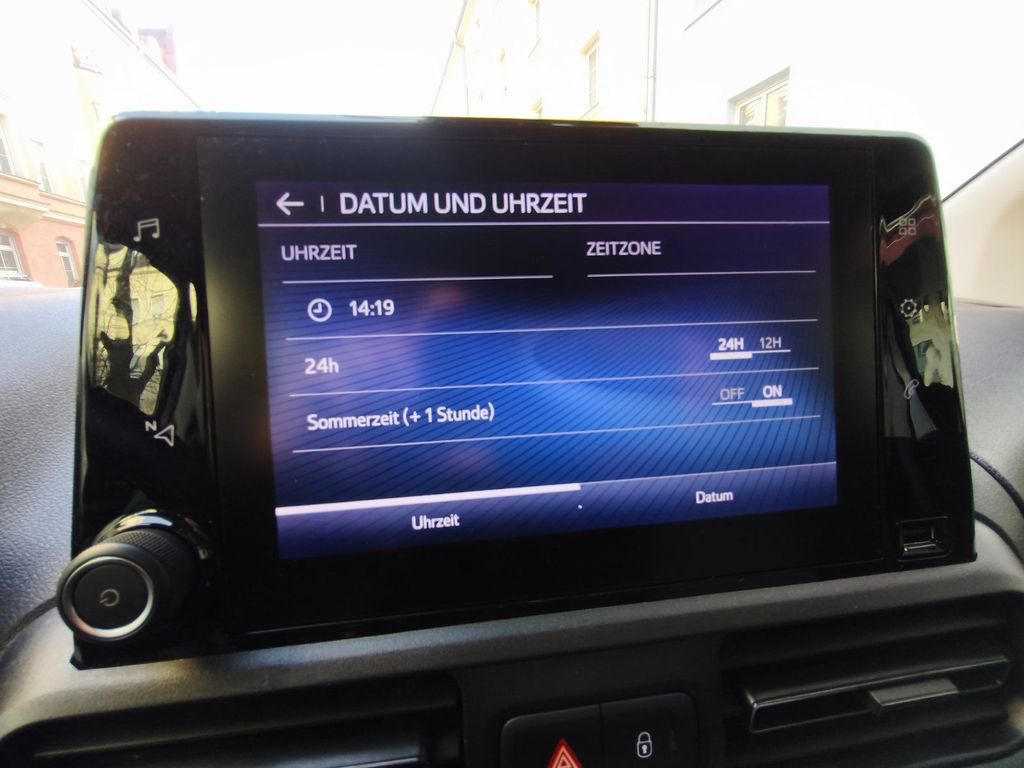 DATUM UND UHRZEIT
UHRZEIT
ZEITZONE
14:19
24h
24H 12H
Sommerzeit (+ 1 Stunde)
OFF ON
Uhrzeit
Datum
N